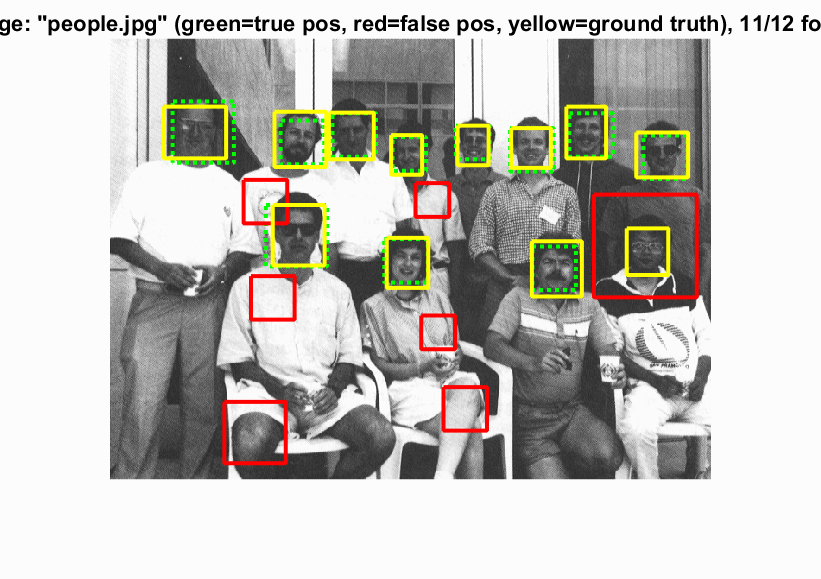 ge: "people.jpg" (green=true pos, red=false pos, yellow=ground truth), 11/12 fo